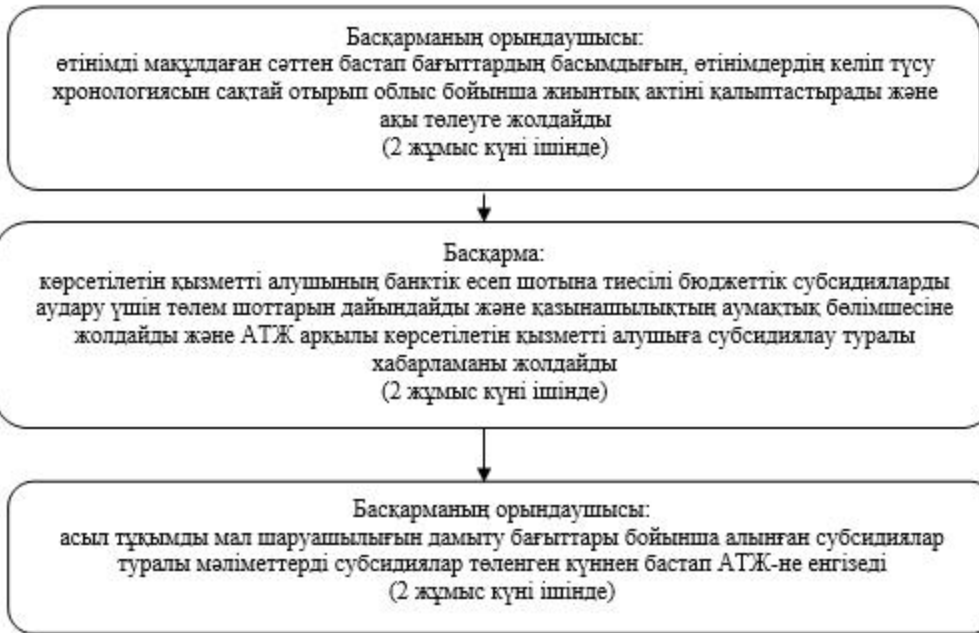 Басқарманың орындаушысы:
өтінімді мақұлдаған сәттен бастап бағыттардың басымдығын, өтінімдердің келіп түсу
хронологиясын сақтай отырып облыс бойынша жиынтық актіні қалыптастырады және
ақы төлеуге жолдайды
(2 жұмыс күні ішінде)
Басқарма:
көрсетілетін қызметті алушының банктік есеп шотына тиесілі бюджеттік субсидияларды
аудару үшін төлем шоттарын дайындайды және қазынашылықтың аумақтық бөлімшесіне
жолдайды және АТЖ арқылы көрсетілетін қызметті алушыға субсидиялау туралы
хабарламаны жолдайды
(2 жұмыс күні ішінде)
Басқарманың орындаушысы:
асыл тұқымды мал шаруашылығын дамыту бағыттары бойынша алынған субсидиялар
туралы мәліметтерді субсидиялар төленген күннен бастап АТЖ-не енгізеді
(2 жұмыс күні ішінде)